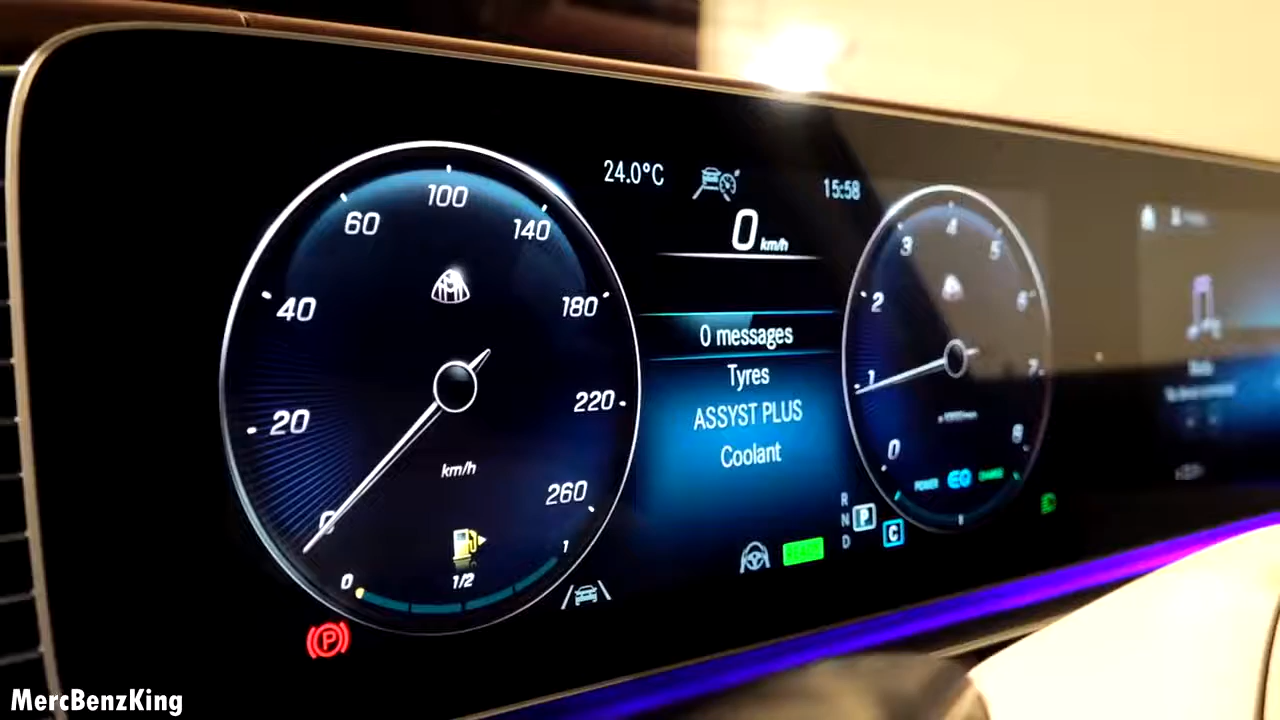 24.0°C
15:58
0 km/h
0 messages
Tyres
ASSYST PLUS
Coolant
0
20
40
60
100
140
180
220
260
km/h
0
1/2
1
0
1
2
3
4
5
6
7
8
POWER
EQ
CHARGE
R
N
P
D
C
READY
P
MercBenzKing